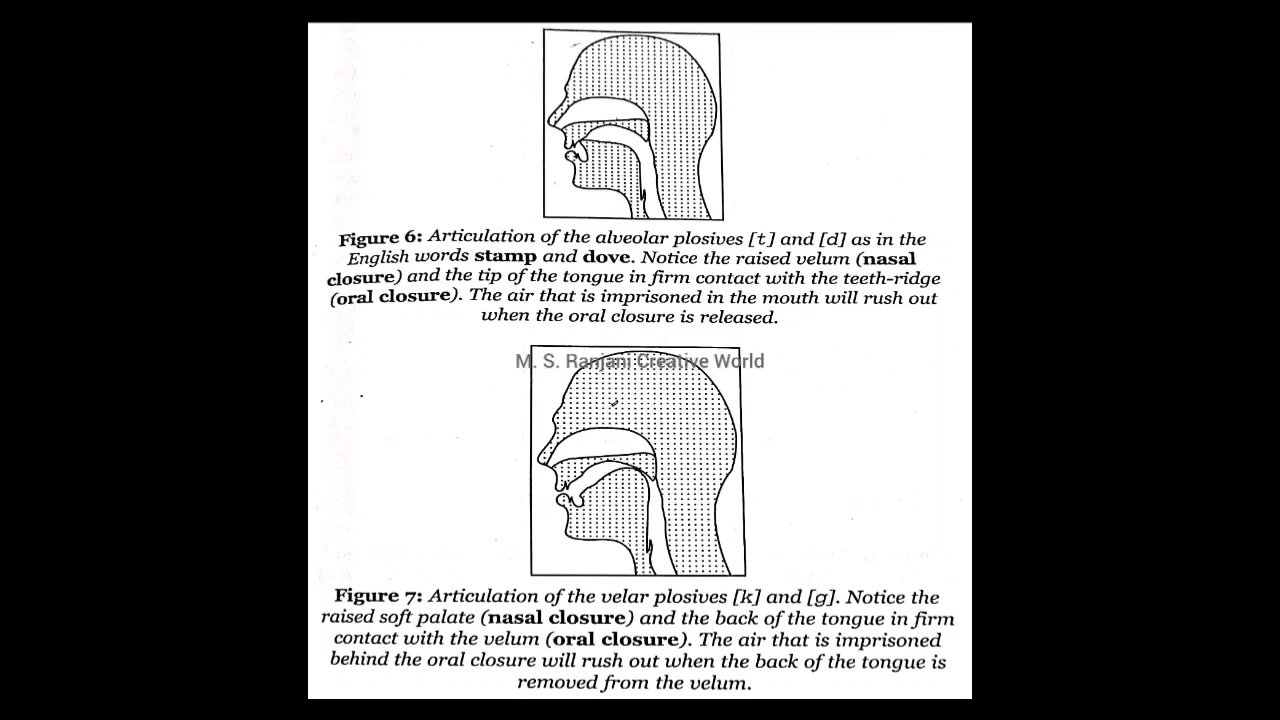 Figure 6: Articulation of the alveolar plosives [t] and [d] as in the
English words stamp and dove. Notice the raised velum (nasal
closure) and the tip of the tongue in firm contact with the teeth-ridge
(oral closure). The air that is imprisoned in the mouth will rush out
when the oral closure is released.
M. S. Ranjani Creative World
Figure 7: Articulation of the velar plosives [k] and [g]. Notice the
raised soft palate (nasal closure) and the back of the tongue in firm
contact with the velum (oral closure). The air that is imprisoned
behind the oral closure will rush out when the back of the tongue is
removed from the velum.